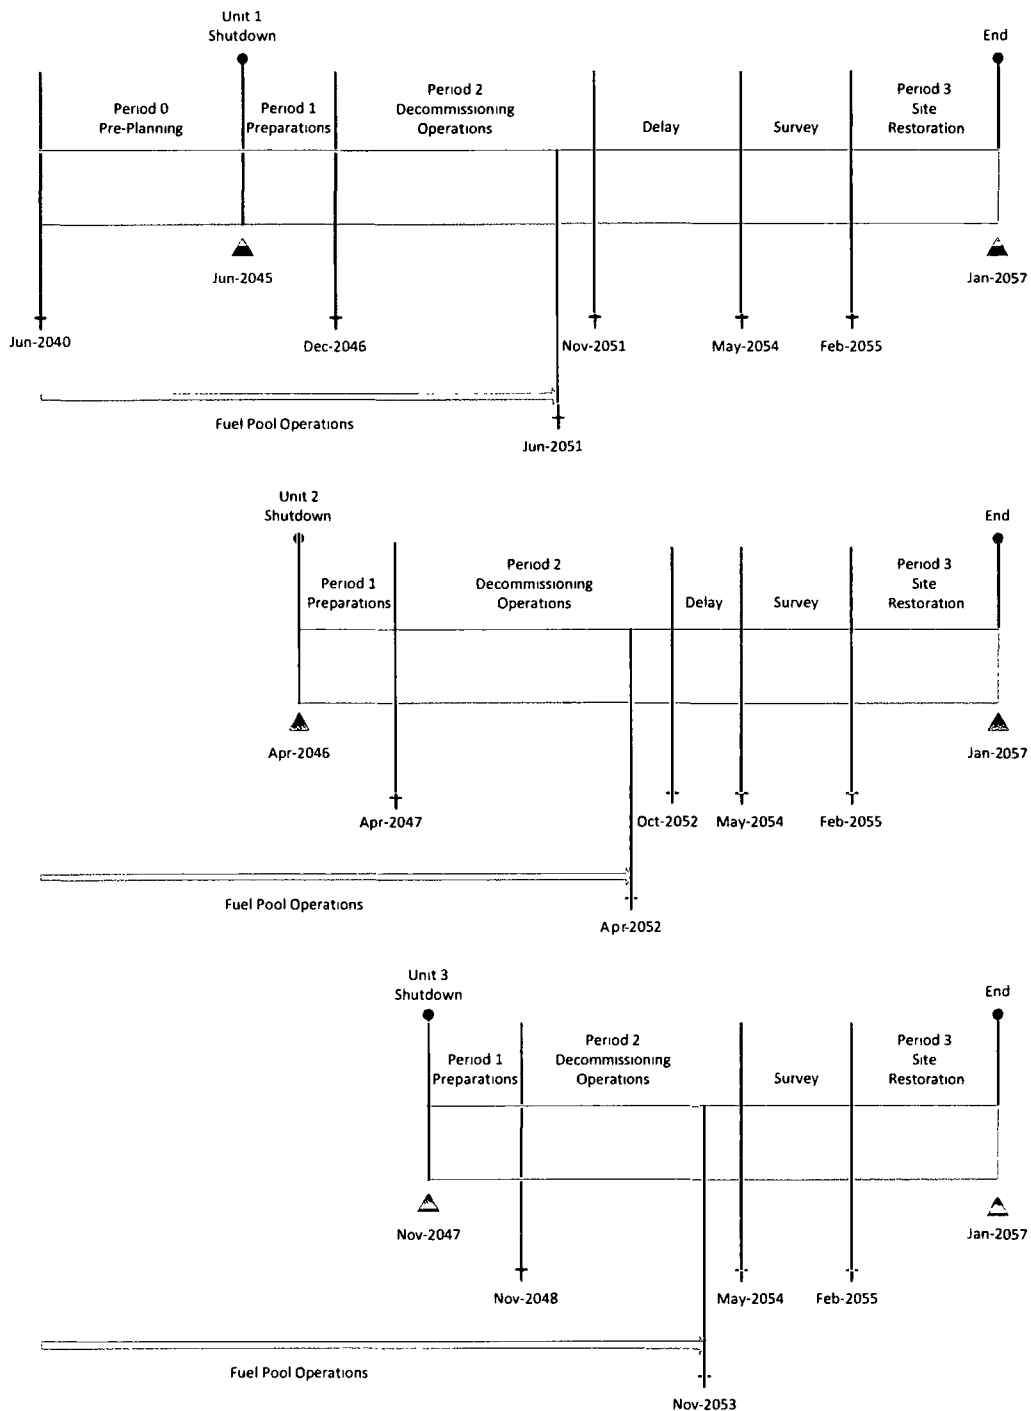 Unit 1
Shutdown
End
Period 0
Pre-Planning
Period 1
Preparations
Period 2
Decommissioning
Operations
Delay
Survey
Period 3
Site
Restoration
Jun-2045
Jan-2057
Jun-2040
Dec-2046
Nov-2051
May-2054
Feb-2055
Fuel Pool Operations
Jun-2051
Unit 2
Shutdown
End
Period 1
Preparations
Period 2
Decommissioning
Operations
Delay
Survey
Period 3
Site
Restoration
Apr-2046
Jan-2057
Apr-2047
Oct-2052
May-2054
Feb-2055
Fuel Pool Operations
Apr-2052
Unit 3
Shutdown
End
Period 1
Preparations
Period 2
Decommissioning
Operations
Survey
Period 3
Site
Restoration
Nov-2047
Jan-2057
Nov-2048
May-2054
Feb-2055
Fuel Pool Operations
Nov-2053